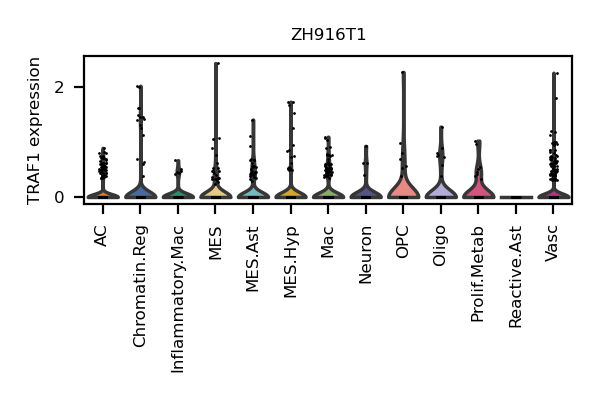 ZH916T1
TRAF1 expression
2
0
AC
Chromatin.Reg
Inflammatory.Mac
MES
MES.Ast
MES.Hyp
Mac
Neuron
OPC
Oligo
Prolif.Metab
Reactive.Ast
Vasc